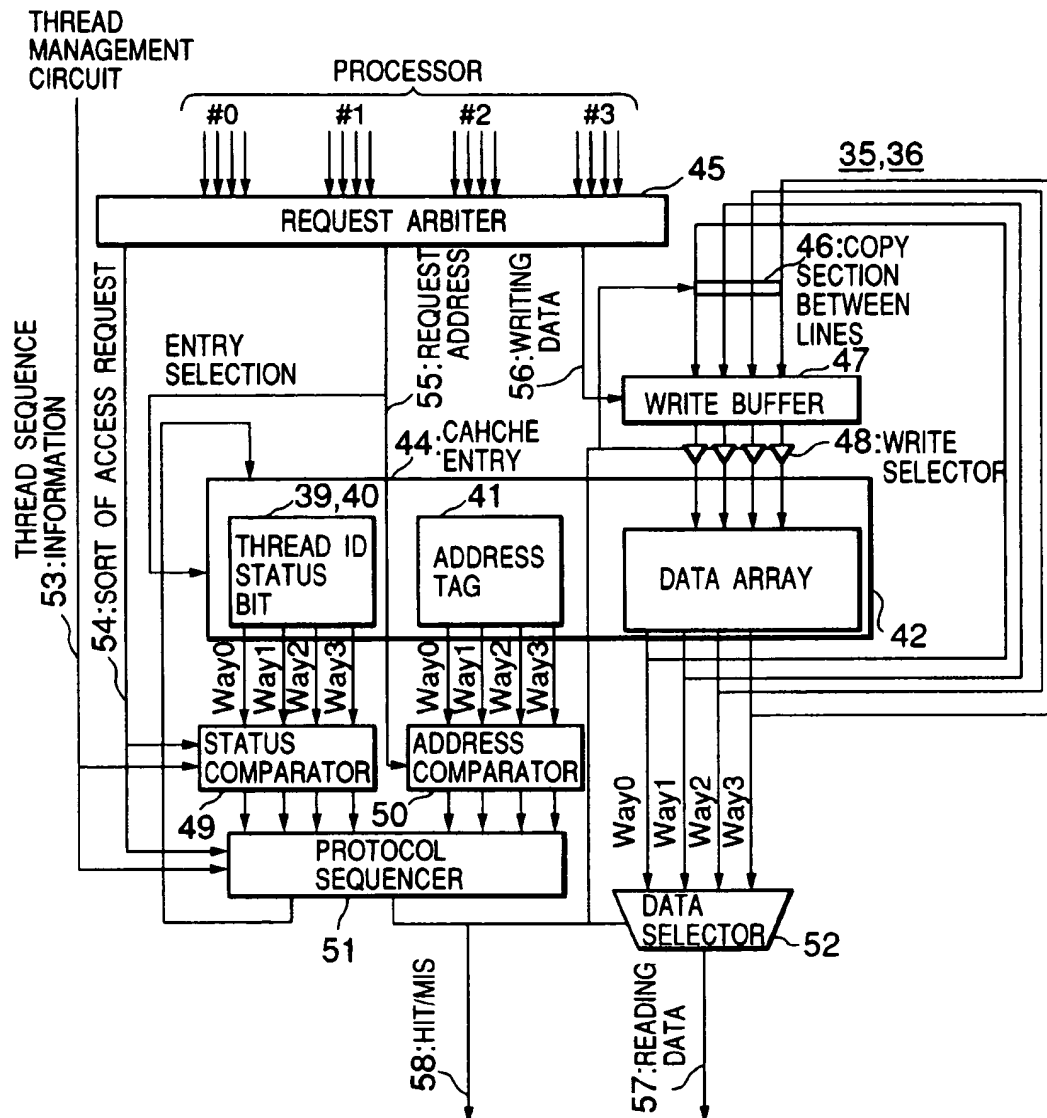 THREAD
MANAGEMENT
CIRCUIT
PROCESSOR
#0
#1
#2
#3
35,36
45
REQUEST ARBITER
46:COPY
SECTION
BETWEEN
LINES
THREAD SEQUENCE
53:INFORMATION
54:SORT OF ACCESS REQUEST
ENTRY
SELECTION
55:REQUEST
ADDRESS
56:WRITING
DATA
47
WRITE BUFFER
44:CAHCHE
ENTRY
48:WRITE
SELECTOR
39,40
THREAD ID
STATUS
BIT
41
ADDRESS
TAG
DATA ARRAY
42
Way0
Way1
Way2
Way3
Way0
Way1
Way2
Way3
STATUS
COMPARATOR
49
ADDRESS
COMPARATOR
50
Way0
Way1
Way2
Way3
PROTOCOL
SEQUENCER
51
DATA
SELECTOR
52
58:HIT/MIS
57:READING
DATA